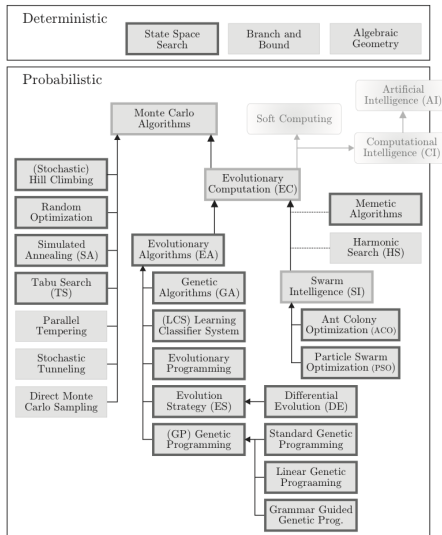 Deterministic
State Space
Search
Branch and
Bound
Algebraic
Geometry
Probabilistic
Artificial
Intelligence (AI)
Monte Carlo
Algorithms
Soft Computing
Computational
Intelligence (CI)
(Stochastic)
Hill Climbing
Evolutionary
Computation (EC)
Random
Optimization
Memetic
Algorithms
Simulated
Annealing (SA)
Evolutionary
Algorithms (EA)
Harmonic
Search (HS)
Tabu Search
(TS)
Genetic
Algorithms (GA)
Swarm
Intelligence (SI)
Parallel
Tempering
(LCS) Learning
Classifier System
Ant Colony
Optimization (ACO)
Stochastic
Tunneling
Evolutionary
Programming
Particle Swarm
Optimization (PSO)
Direct Monte
Carlo Sampling
Evolution
Strategy (ES)
Differential
Evolution (DE)
(GP) Genetic
Programming
Standard Genetic
Programming
Linear Genetic
Prograaming
Grammar Guided
Genetic Prog.